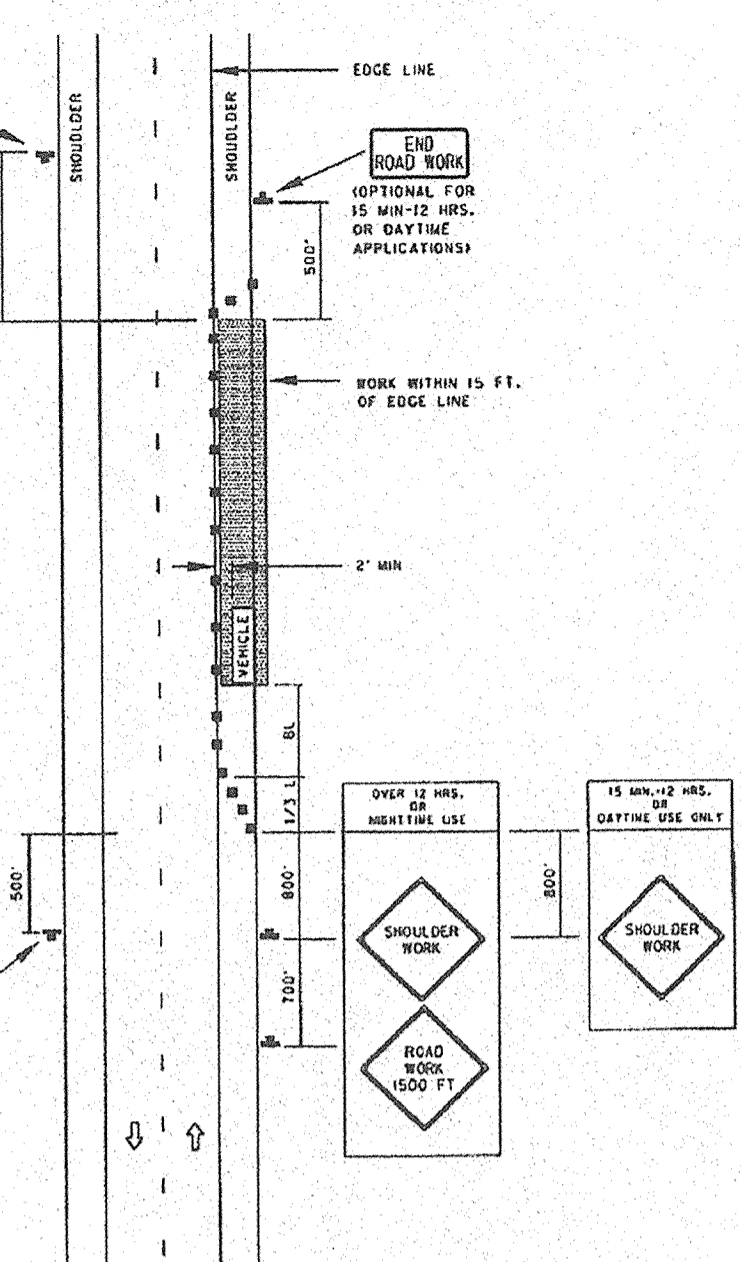 EDGE LINE
SHOUDLDER
SHOULDER
END
ROAD WORK
(OPTIONAL FOR
15 MIN-12 HRS.
OR DAYTIME
APPLICATIONS)
500'
WORK WITHIN 15 FT.
OF EDGE LINE
2' MIN
VEHICLE
BL
1/3 L
OVER 12 HRS.
OR
NIGHTTIME USE
15 MIN.-12 HRS.
OR
DAYTIME USE ONLY
500'
800'
800'
SHOULDER
WORK
SHOULDER
WORK
700'
ROAD
WORK
1500 FT